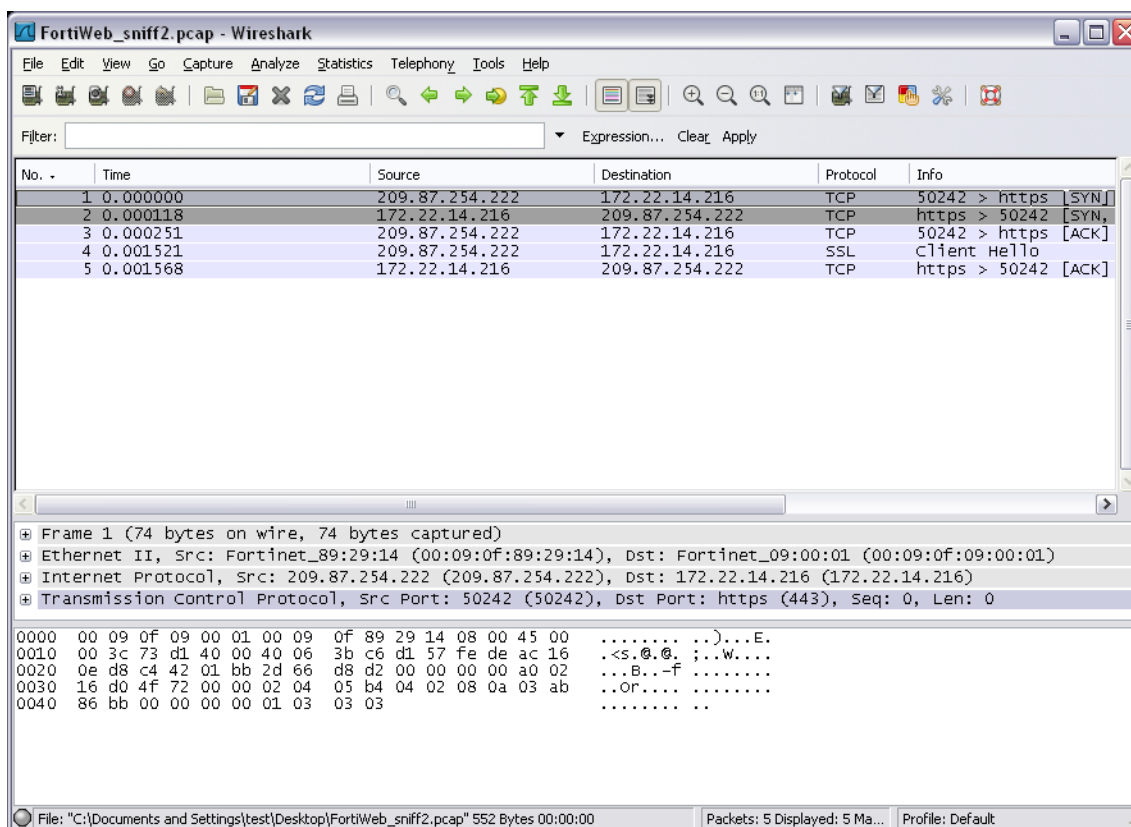 FortiWeb_sniff2.pcap - Wireshark
File Edit View Go Capture Analyze Statistics Telephony Tools Help
Filter: Expression... Clear Apply
No. Time Source Destination Protocol Info
1 0.000000 209.87.254.222 172.22.14.216 TCP 50242 > https [SYN]
2 0.000118 172.22.14.216 209.87.254.222 TCP https > 50242 [SYN,
3 0.000251 209.87.254.222 172.22.14.216 TCP 50242 > https [ACK]
4 0.001521 209.87.254.222 172.22.14.216 SSL Client Hello
5 0.001568 172.22.14.216 209.87.254.222 TCP https > 50242 [ACK]
Frame 1 (74 bytes on wire, 74 bytes captured)
Ethernet II, Src: Fortinet_89:29:14 (00:09:0f:89:29:14), Dst: Fortinet_09:00:01 (00:09:0f:09:00:01)
Internet Protocol, Src: 209.87.254.222 (209.87.254.222), Dst: 172.22.14.216 (172.22.14.216)
Transmission Control Protocol, Src Port: 50242 (50242), Dst Port: https (443), Seq: 0, Len: 0
0000 00 09 0f 09 00 01 00 09 0f 89 29 14 08 00 45 00 ........ ..)...E.
0010 00 3c 73 d1 40 00 40 06 3b c6 d1 57 fe de ac 16 .<s.@.@. ;..W....
0020 0e d8 c4 42 01 bb 2d 66 d8 d2 00 00 00 00 a0 02 ...B..-f ........
0030 16 d0 4f 72 00 00 02 04 05 b4 04 02 08 0a 03 ab ..Or.... ........
0040 86 bb 00 00 00 00 01 03 03 03 ........ ..
File: "C:\Documents and Settings\test\Desktop\FortiWeb_sniff2.pcap" 552 Bytes 00:00:00 Packets: 5 Displayed: 5 Ma... Profile: Default